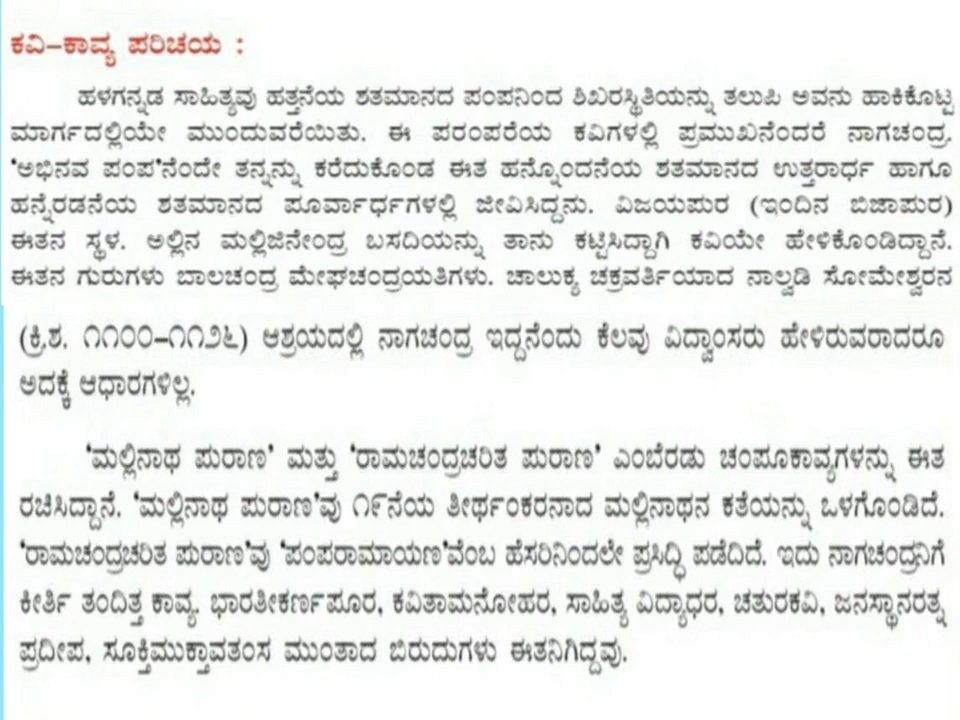 ಕವಿ–ಕಾವ್ಯ ಪರಿಚಯ :
ಹಳಗನ್ನಡ ಸಾಹಿತ್ಯವು ಹತ್ತನೆಯ ಶತಮಾನದ ಪಂಪನಿಂದ ಶಿಖರಸ್ಥಿತಿಯನ್ನು ತಲುಪಿ ಅವನು ಹಾಕಿಕೊಟ್ಟ
ಮಾರ್ಗದಲ್ಲಿಯೇ ಮುಂದುವರೆಯಿತು. ಈ ಪರಂಪರೆಯ ಕವಿಗಳಲ್ಲಿ ಪ್ರಮುಖನೆಂದರೆ ನಾಗಚಂದ್ರ.
'ಅಭಿನವ ಪಂಪ'ನೆಂದೇ ತನ್ನನ್ನು ಕರೆದುಕೊಂಡ ಈತ ಹನ್ನೊಂದನೆಯ ಶತಮಾನದ ಉತ್ತರಾರ್ಧ ಹಾಗೂ
ಹನ್ನೆರಡನೆಯ ಶತಮಾನದ ಪೂರ್ವಾರ್ಧಗಳಲ್ಲಿ ಜೀವಿಸಿದ್ದನು. ವಿಜಯಪುರ (ಇಂದಿನ ಬಿಜಾಪುರ)
ಈತನ ಸ್ಥಳ. ಅಲ್ಲಿನ ಮಲ್ಲಿಜಿನೇಂದ್ರ ಬಸದಿಯನ್ನು ತಾನು ಕಟ್ಟಿಸಿದ್ದಾಗಿ ಕವಿಯೇ ಹೇಳಿಕೊಂಡಿದ್ದಾನೆ.
ಈತನ ಗುರುಗಳು ಬಾಲಚಂದ್ರ ಮೇಘಚಂದ್ರಯತಿಗಳು. ಚಾಲುಕ್ಯ ಚಕ್ರವರ್ತಿಯಾದ ನಾಲ್ವಡಿ ಸೋಮೇಶ್ವರನ
(ಕ್ರಿ.ಶ. ೧೧೦೦–೧೧೨೬) ಆಶ್ರಯದಲ್ಲಿ ನಾಗಚಂದ್ರ ಇದ್ದನೆಂದು ಕೆಲವು ವಿದ್ವಾಂಸರು ಹೇಳಿರುವರಾದರೂ
ಅದಕ್ಕೆ ಆಧಾರಗಳಿಲ್ಲ.
'ಮಲ್ಲಿನಾಥ ಪುರಾಣ' ಮತ್ತು 'ರಾಮಚಂದ್ರಚರಿತ ಪುರಾಣ' ಎಂಬೆರಡು ಚಂಪೂಕಾವ್ಯಗಳನ್ನು ಈತ
ರಚಿಸಿದ್ದಾನೆ. 'ಮಲ್ಲಿನಾಥ ಪುರಾಣ'ವು ೧೯ನೆಯ ತೀರ್ಥಂಕರನಾದ ಮಲ್ಲಿನಾಥನ ಕತೆಯನ್ನು ಒಳಗೊಂಡಿದೆ.
'ರಾಮಚಂದ್ರಚರಿತ ಪುರಾಣ'ವು 'ಪಂಪರಾಮಾಯಣ'ವೆಂಬ ಹೆಸರಿನಿಂದಲೇ ಪ್ರಸಿದ್ಧಿ ಪಡೆದಿದೆ. ಇದು ನಾಗಚಂದ್ರನಿಗೆ
ಕೀರ್ತಿ ತಂದಿತ್ತ ಕಾವ್ಯ. ಭಾರತೀಕರ್ಣಪೂರ, ಕವಿತಾಮನೋಹರ, ಸಾಹಿತ್ಯ ವಿದ್ಯಾಧರ, ಚತುರಕವಿ, ಜನಸ್ಥಾನರತ್ನ
ಪ್ರದೀಪ, ಸೂಕ್ತಿಮುಕ್ತಾವತಂಸ ಮುಂತಾದ ಬಿರುದುಗಳು ಈತನಿಗಿದ್ದವು.